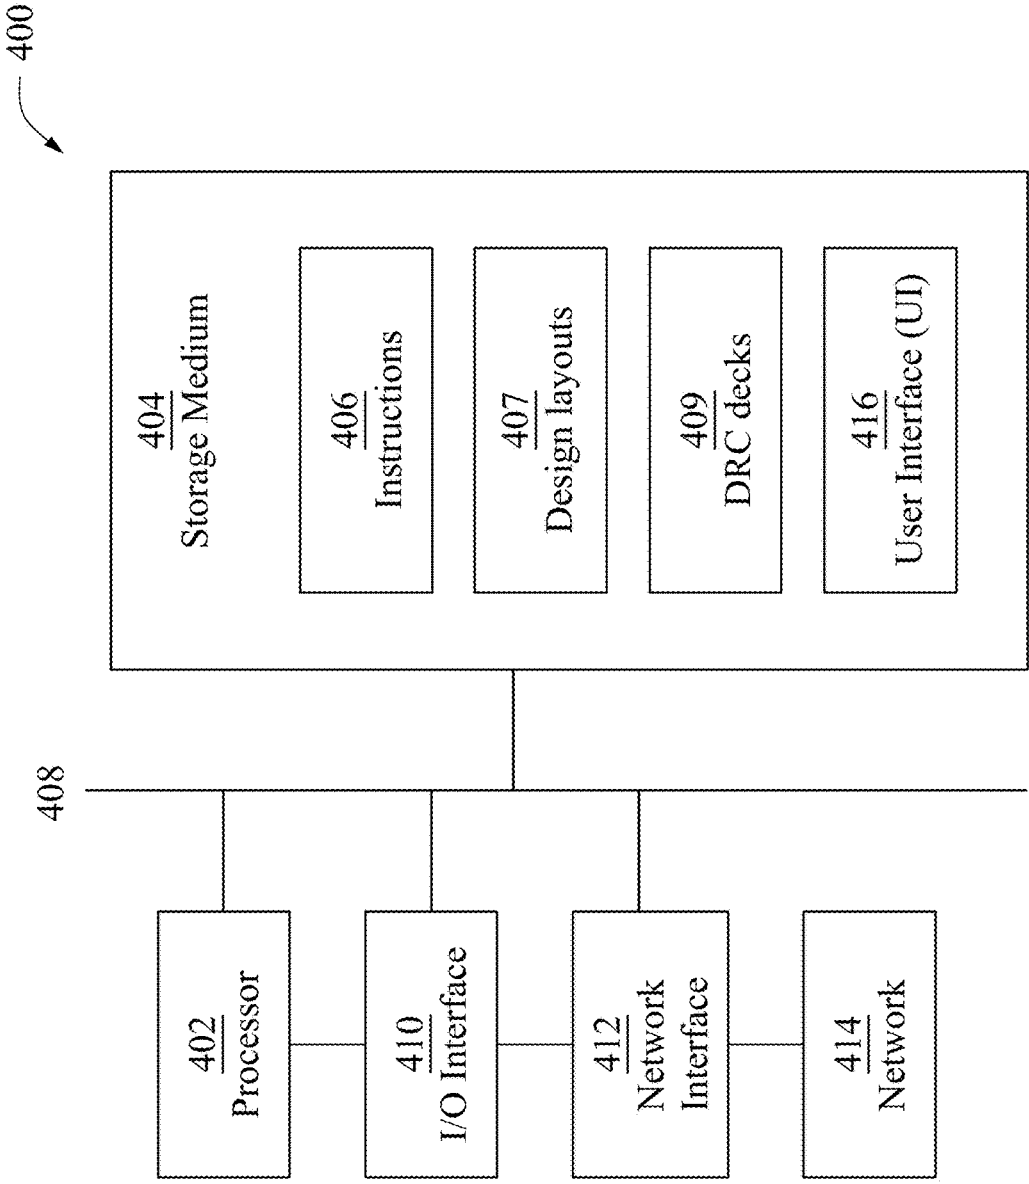 400
408
402
Processor
410
I/O Interface
412
Network
Interface
414
Network
404
Storage Medium
406
Instructions
407
Design layouts
409
DRC decks
416
User Interface (UI)